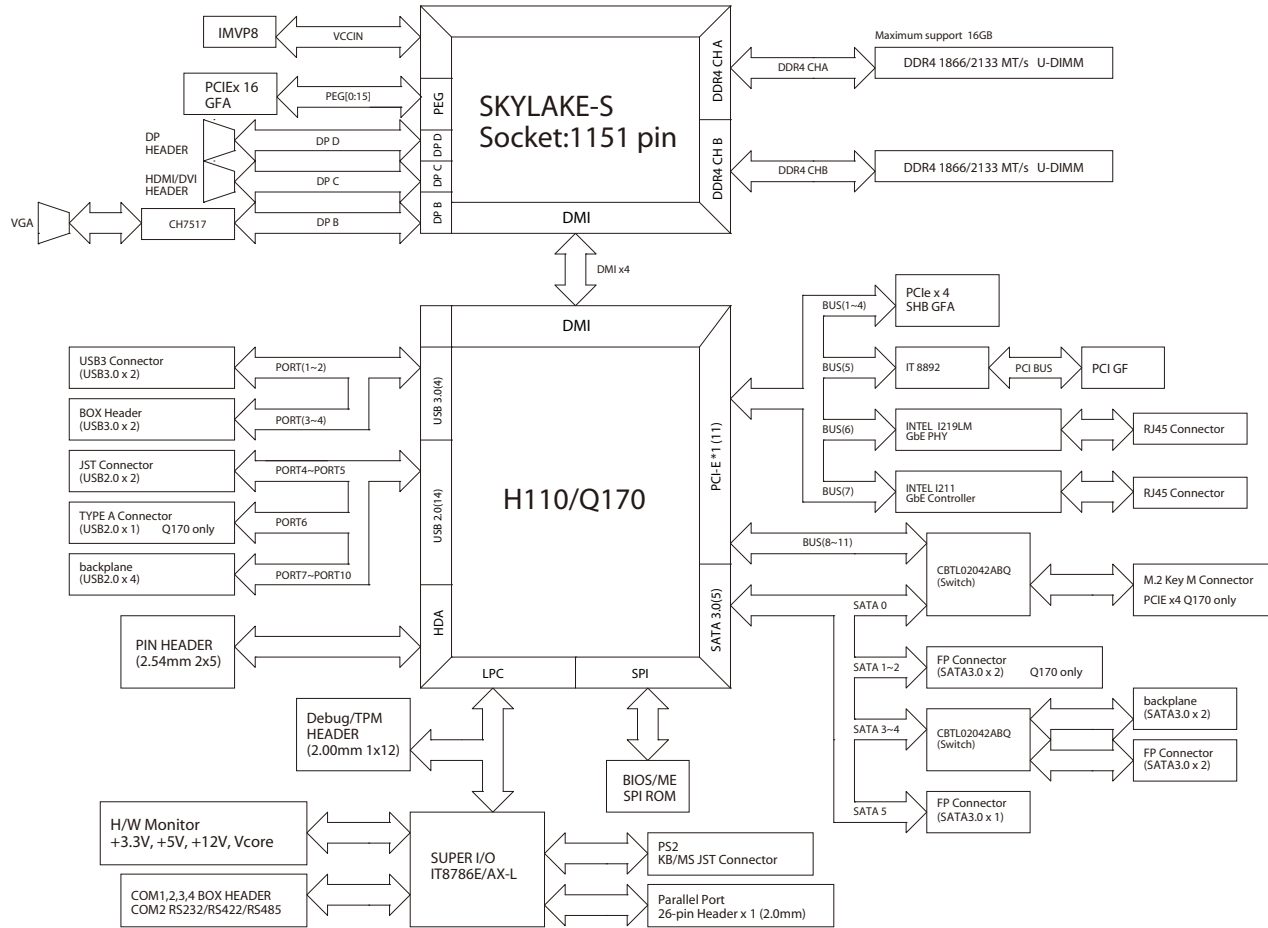 IMVP8
VCCIN
PCIEx 16
GFA
PEG[0:15]
PEG
DP
HEADER
DP D
DP D
HDMI/DVI
HEADER
DP C
DP C
VGA
CH7517
DP B
DP B
SKYLAKE-S
Socket:1151 pin
DMI
DDR4 CH A
DDR4 CHA
Maximum support 16GB
DDR4 1866/2133 MT/s U-DIMM
DDR4 CH B
DDR4 CHB
DDR4 1866/2133 MT/s U-DIMM
DMI x4
DMI
H110/Q170
USB3 Connector
(USB3.0 x 2)
PORT(1~2)
BOX Header
(USB3.0 x 2)
PORT(3~4)
USB 3.0(4)
JST Connector
(USB2.0 x 2)
PORT4~PORT5
TYPE A Connector
(USB2.0 x 1) Q170 only
PORT6
backplane
(USB2.0 x 4)
PORT7~PORT10
USB 2.0(14)
PIN HEADER
(2.54mm 2x5)
HDA
LPC
SPI
PCI-E *1 (11)
SATA 3.0(5)
BUS(1~4)
PCIe x 4
SHB GFA
BUS(5)
IT 8892
PCI BUS
PCI GF
BUS(6)
INTEL I219LM
GbE PHY
RJ45 Connector
BUS(7)
INTEL I211
GbE Controller
RJ45 Connector
BUS(8~11)
CBTL02042ABQ
(Switch)
M.2 Key M Connector
PCIE x4 Q170 only
SATA 0
SATA 1~2
FP Connector
(SATA3.0 x 2) Q170 only
SATA 3~4
CBTL02042ABQ
(Switch)
backplane
(SATA3.0 x 2)
FP Connector
(SATA3.0 x 2)
SATA 5
FP Connector
(SATA3.0 x 1)
Debug/TPM
HEADER
(2.00mm 1x12)
BIOS/ME
SPI ROM
H/W Monitor
+3.3V, +5V, +12V, Vcore
COM1,2,3,4 BOX HEADER
COM2 RS232/RS422/RS485
SUPER I/O
IT8786E/AX-L
PS2
KB/MS JST Connector
Parallel Port
26-pin Header x 1 (2.0mm)